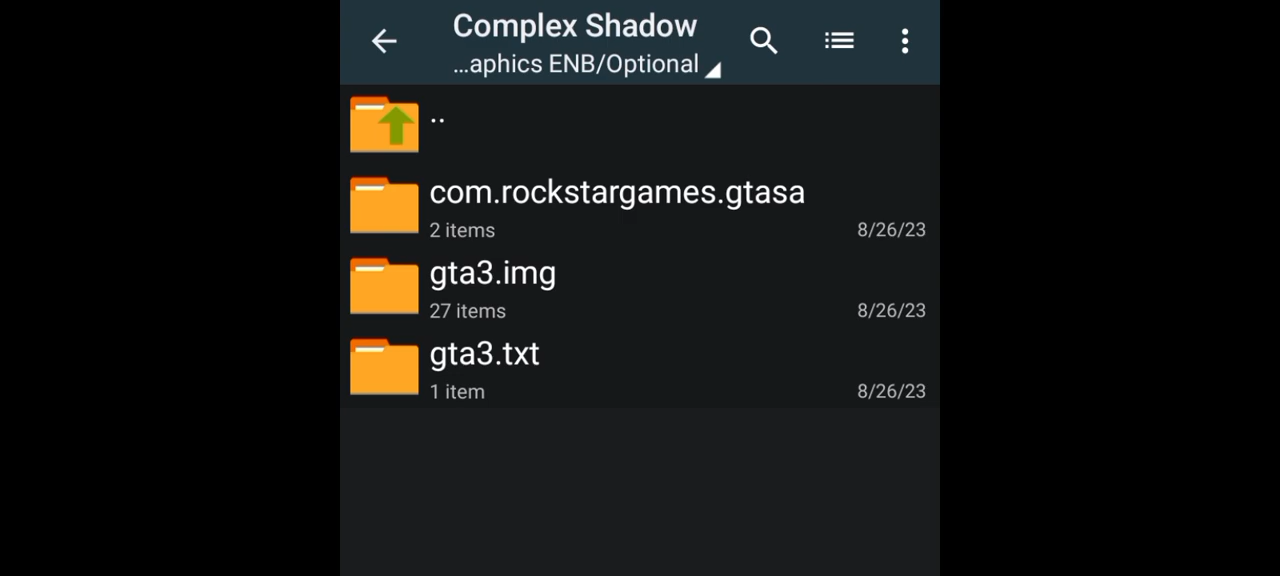 Complex Shadow
...aphics ENB/Optional
..
com.rockstargames.gtasa
2 items 8/26/23
gta3.img
27 items 8/26/23
gta3.txt
1 item 8/26/23